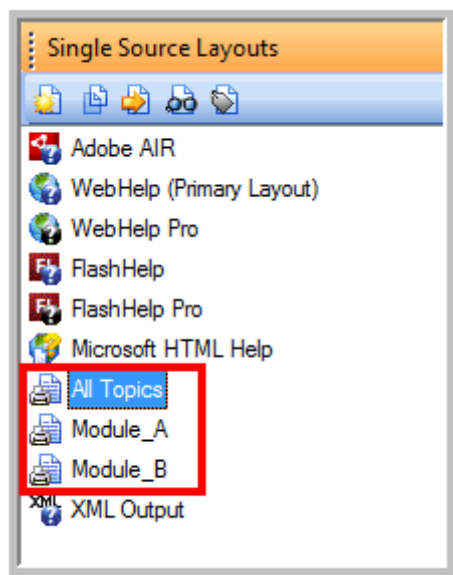 Single Source Layouts
Adobe AIR
WebHelp (Primary Layout)
WebHelp Pro
FlashHelp
FlashHelp Pro
Microsoft HTML Help
All Topics
Module_A
Module_B
XML Output